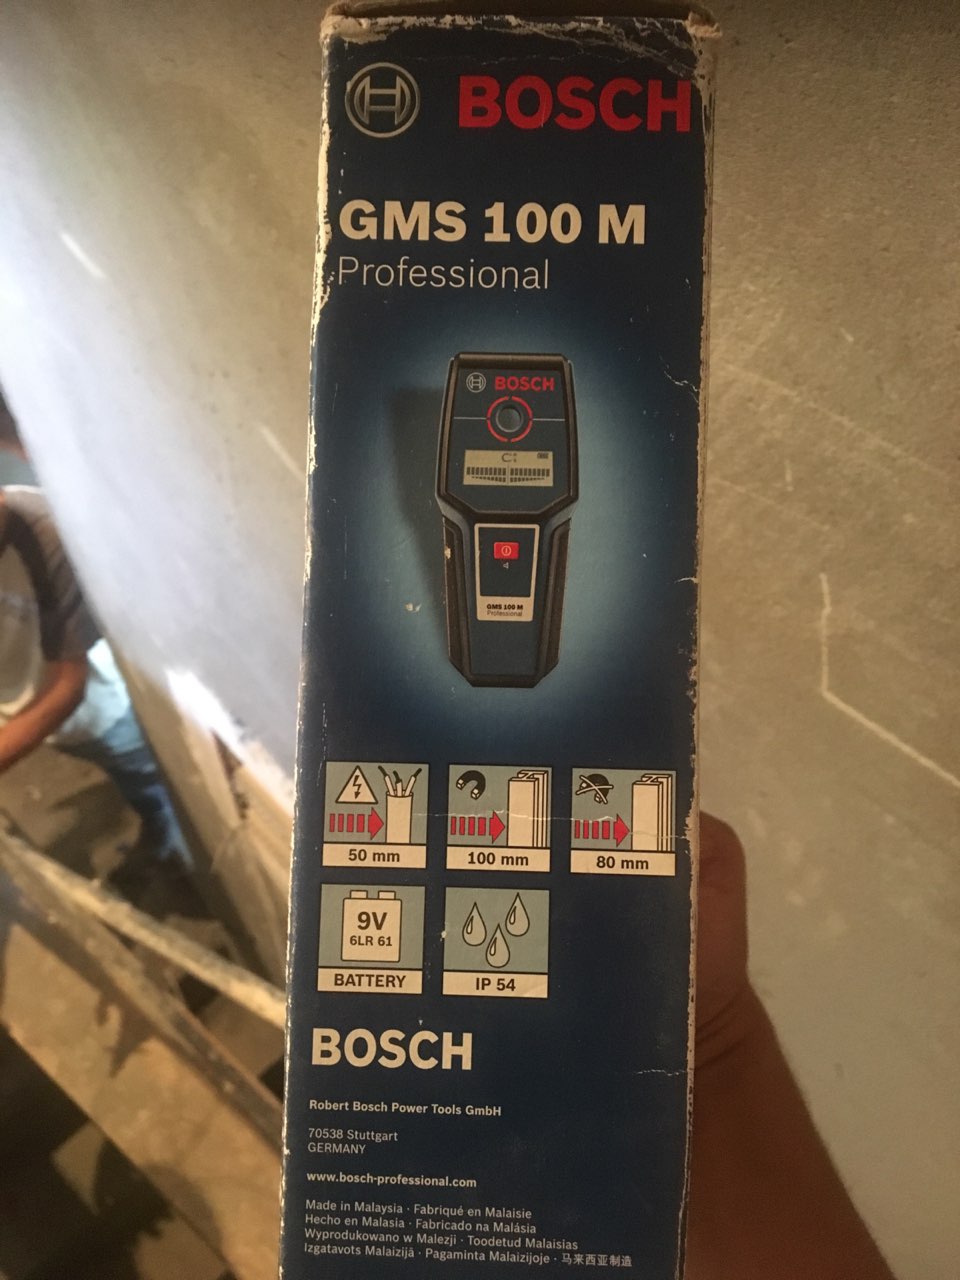 BOSCH
GMS 100 M
Professional
BOSCH
GMS 100 M
Professional
50 mm
100 mm
80 mm
9V
6LR 61
BATTERY
IP 54
BOSCH
Robert Bosch Power Tools GmbH
70538 Stuttgart
GERMANY
www.bosch-professional.com
Made in Malaysia · Fabriqué en Malaisie
Hecho en Malasia · Fabricado na Malásia
Wyprodukowano w Malezji · Toodetud Malaisias
Izgatavots Malaizijā · Pagaminta Malaizijoje · 马来西亚制造